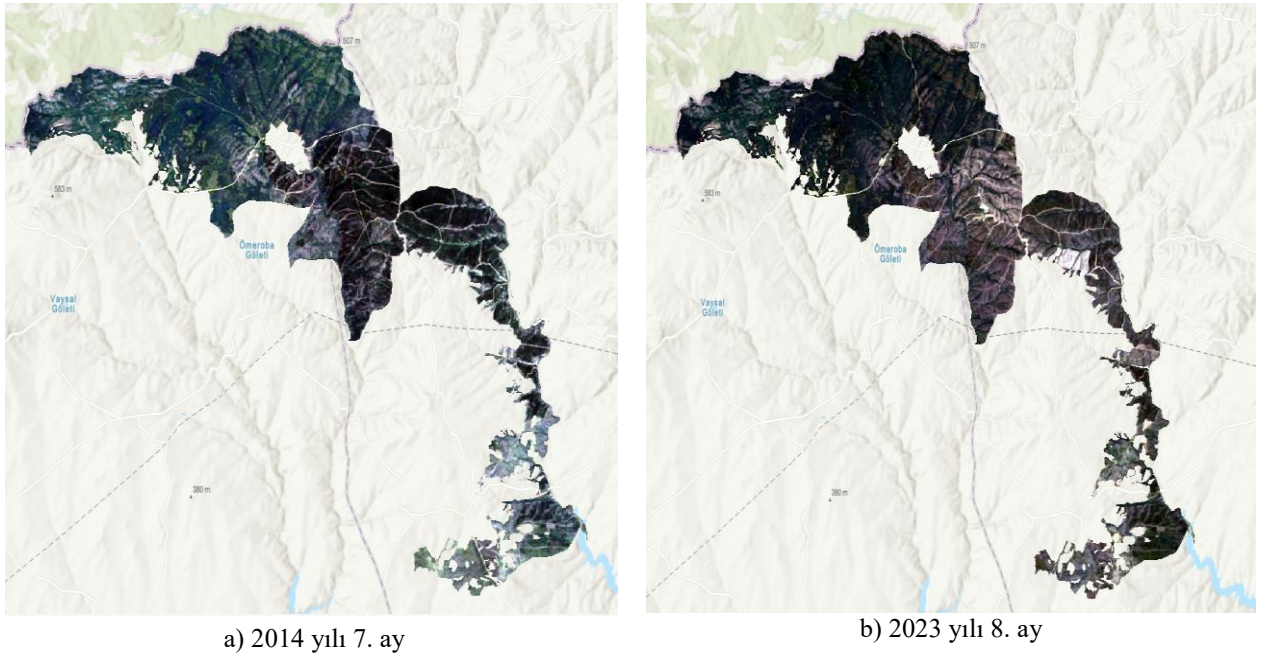 507 m
583 m
Ömeroba
Göleti
Vaysal
Göleti
380 m
a) 2014 yılı 7. ay
507 m
583 m
Ömeroba
Göleti
Vaysal
Göleti
380 m
b) 2023 yılı 8. ay